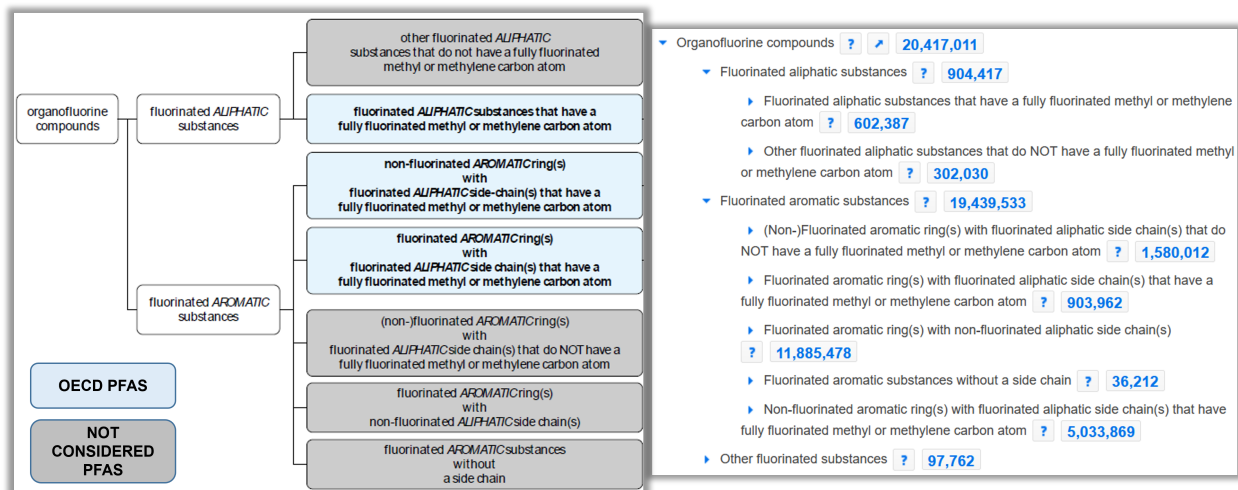 other fluorinated ALIPHATIC
substances that do not have a fully fluorinated
methyl or methylene carbon atom
organofluorine
compounds
fluorinated ALIPHATIC
substances
fluorinated ALIPHATIC substances that have a
fully fluorinated methyl or methylene carbon atom
non-fluorinated AROMATIC ring(s)
with
fluorinated ALIPHATIC side-chain(s) that have a
fully fluorinated methyl or methylene carbon atom
fluorinated AROMATIC ring(s)
with
fluorinated ALIPHATIC side chain(s) that have a
fully fluorinated methyl or methylene carbon atom
fluorinated AROMATIC
substances
(non-)fluorinated AROMATIC ring(s)
with
fluorinated ALIPHATIC side chain(s) that do NOT have a
fully fluorinated methyl or methylene carbon atom
fluorinated AROMATIC ring(s)
with
non-fluorinated ALIPHATIC side chain(s)
fluorinated AROMATIC substances
without
a side chain
OECD PFAS
NOT
CONSIDERED
PFAS
Organofluorine compounds ? ↗ 20,417,011
Fluorinated aliphatic substances ? 904,417
Fluorinated aliphatic substances that have a fully fluorinated methyl or methylene
carbon atom ? 602,387
Other fluorinated aliphatic substances that do NOT have a fully fluorinated methyl
or methylene carbon atom ? 302,030
Fluorinated aromatic substances ? 19,439,533
(Non-)Fluorinated aromatic ring(s) with fluorinated aliphatic side chain(s) that do
NOT have a fully fluorinated methyl or methylene carbon atom ? 1,580,012
Fluorinated aromatic ring(s) with fluorinated aliphatic side chain(s) that have a
fully fluorinated methyl or methylene carbon atom ? 903,962
Fluorinated aromatic ring(s) with non-fluorinated aliphatic side chain(s)
? 11,885,478
Fluorinated aromatic substances without a side chain ? 36,212
Non-fluorinated aromatic ring(s) with fluorinated aliphatic side chain(s) that have
fully fluorinated methyl or methylene carbon atom ? 5,033,869
Other fluorinated substances ? 97,762